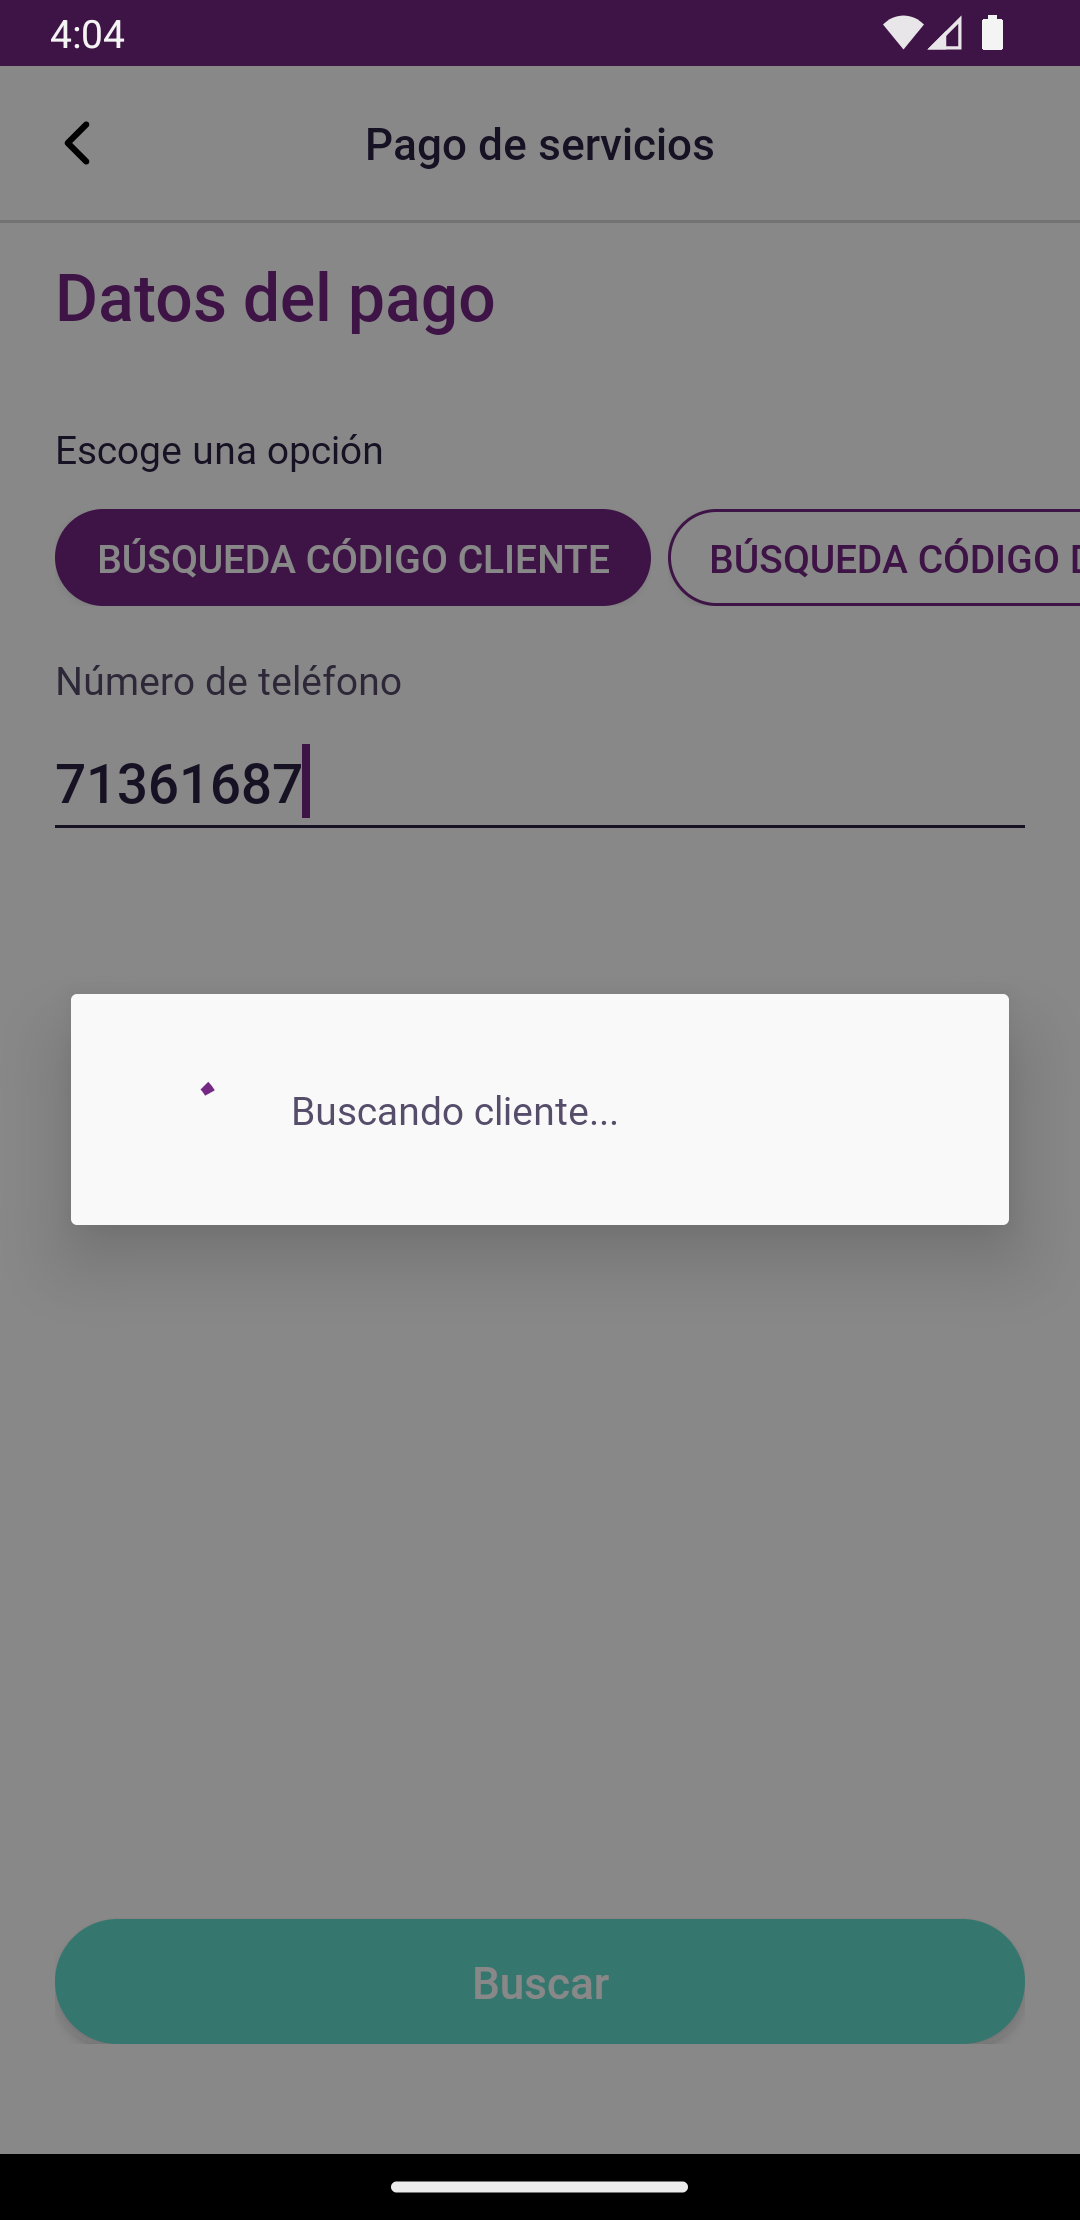 4:04
Pago de servicios
Datos del pago
Escoge una opción
BÚSQUEDA CÓDIGO CLIENTE
BÚSQUEDA CÓDIGO
Número de teléfono
71361687
Buscando cliente...
Buscar